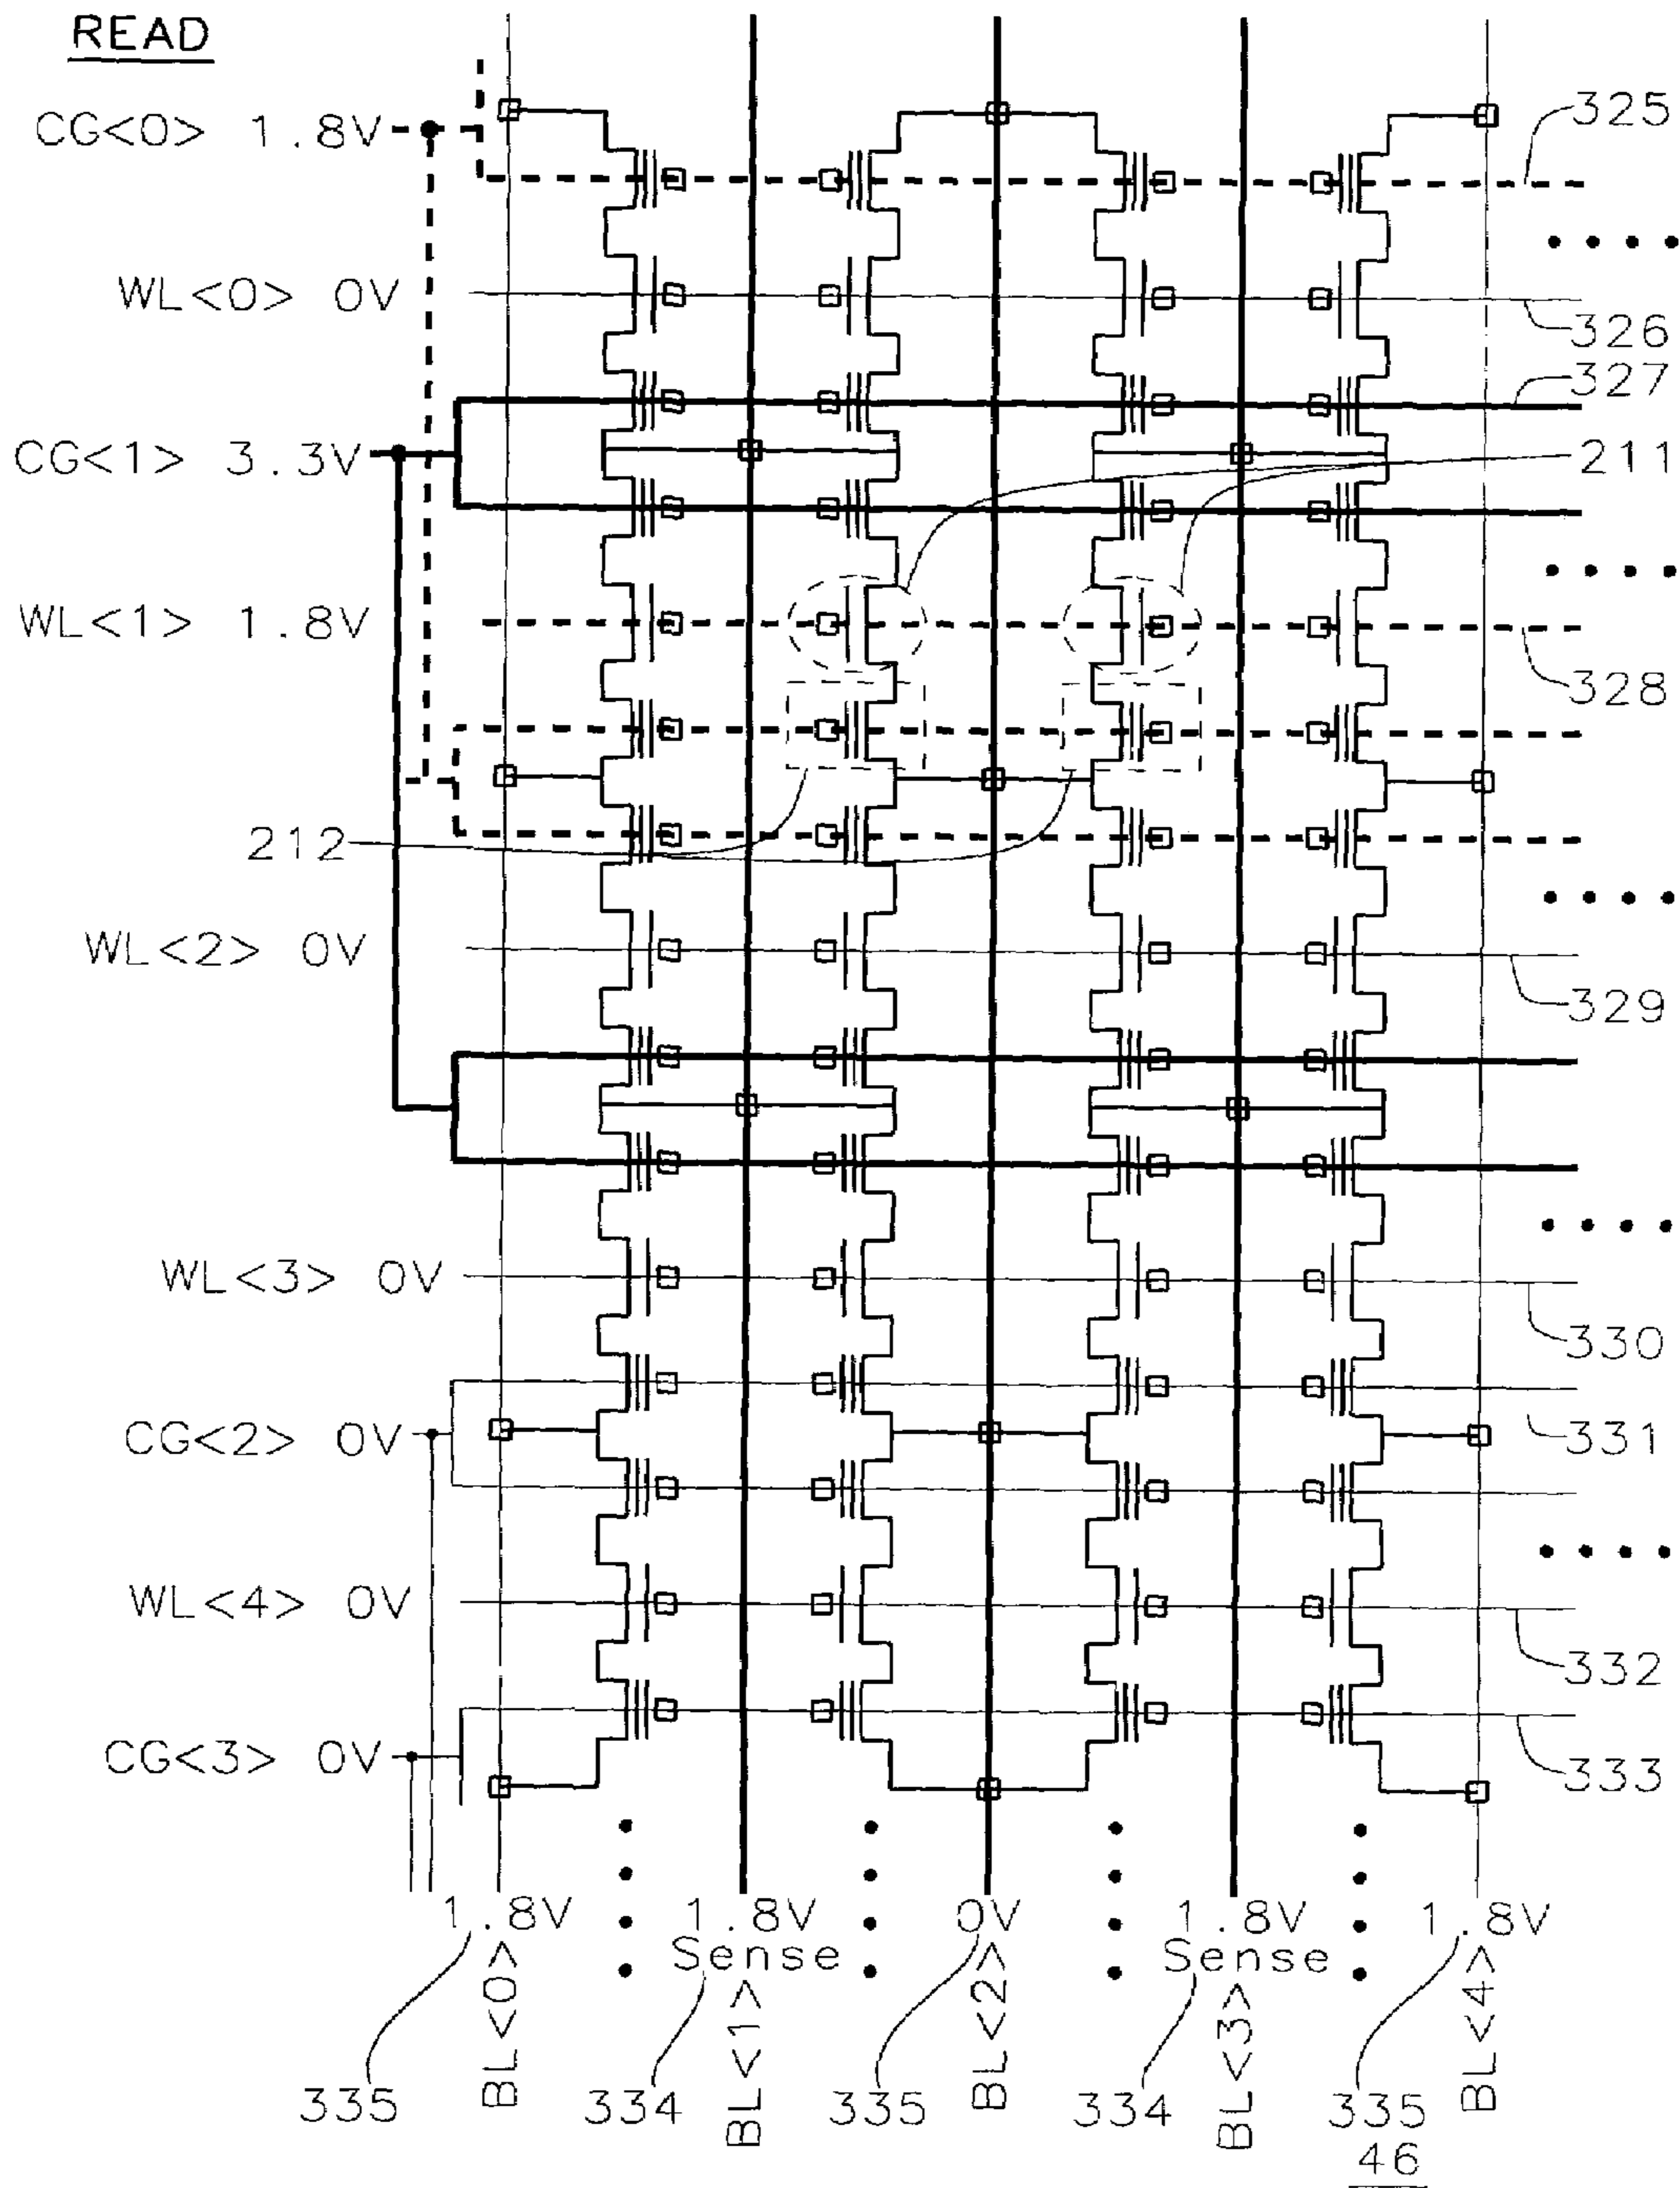 READ
CG<0> 1.8V
325
WL<0> 0V
326
327
CG<1> 3.3V
211
WL<1> 1.8V
328
212
WL<2> 0V
329
WL<3> 0V
330
CG<2> 0V
331
WL<4> 0V
332
CG<3> 0V
333
1.8V 1.8V 0V 1.8V 1.8V
Sense Sense
BL<0> BL<1> BL<2> BL<3> BL<4>
335 334 335 334 335
46